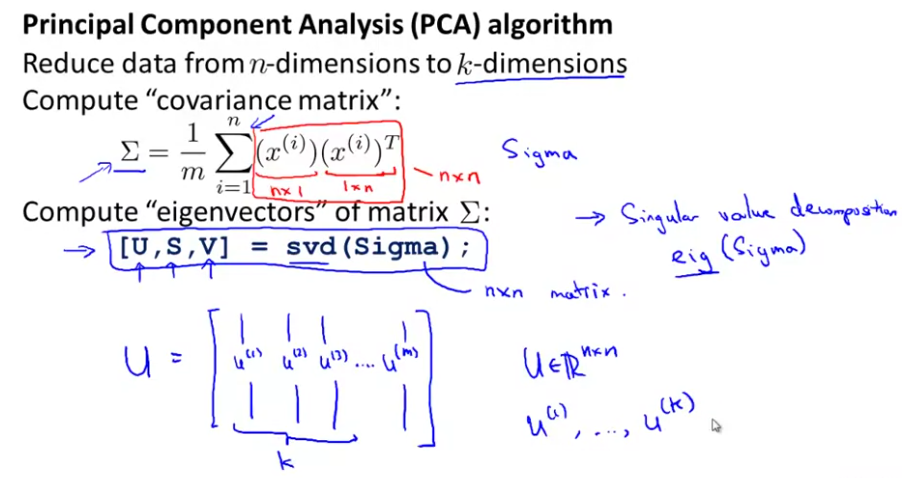 Principal Component Analysis (PCA) algorithm
Reduce data from n-dimensions to k-dimensions
Compute "covariance matrix":
Σ = 1/m ∑_{i=1}^{n} (x^{(i)})(x^{(i)})^T
n×1
1×n
n×n
Sigma
Compute "eigenvectors" of matrix Σ:
→ Singular value decomposition
eig (Sigma)
→ [U,S,V] = svd(Sigma);
n×n matrix.
U = [ u^{(1)} u^{(2)} u^{(3)} .... u^{(m)} ]
k
U ∈ ℝ^{n×n}
u^{(1)}, ..., u^{(k)}